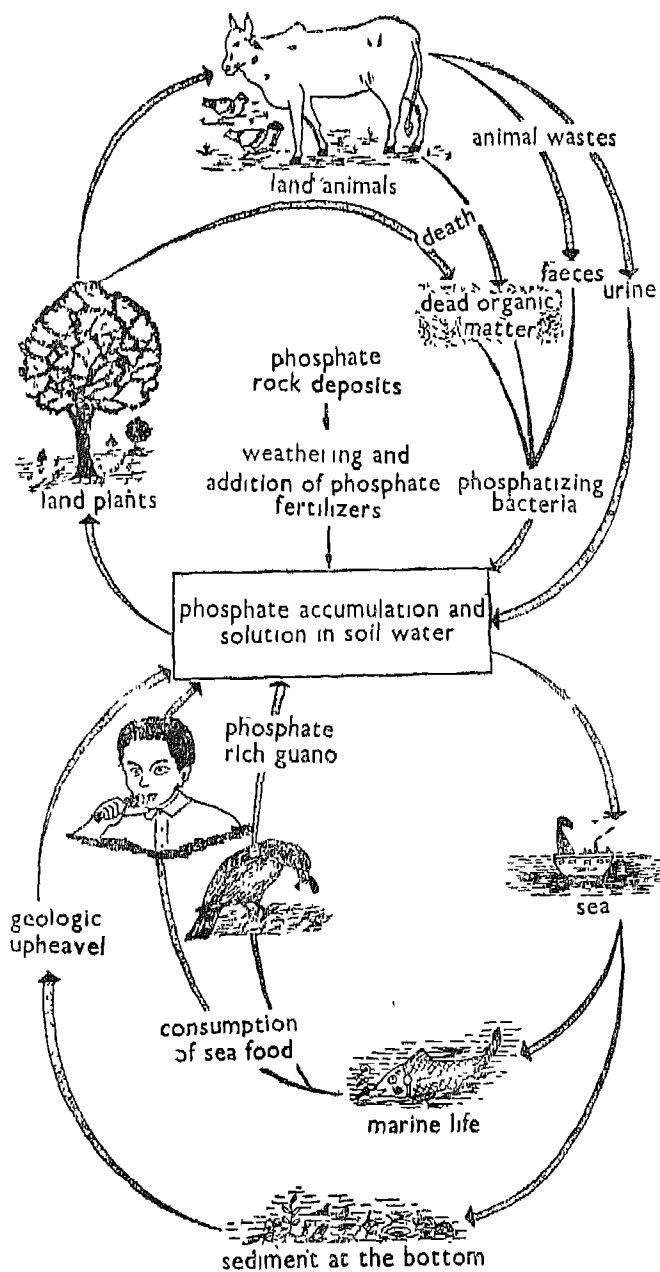 animal wastes
land animals
death
faeces
urine
dead organic
matter
phosphate
rock deposits
weathering and
addition of phosphate
fertilizers
phosphatizing
bacteria
land plants
phosphate accumulation and
solution in soil water
phosphate
rich guano
sea
geologic
upheavel
consumption
of sea food
marine life
sediment at the bottom